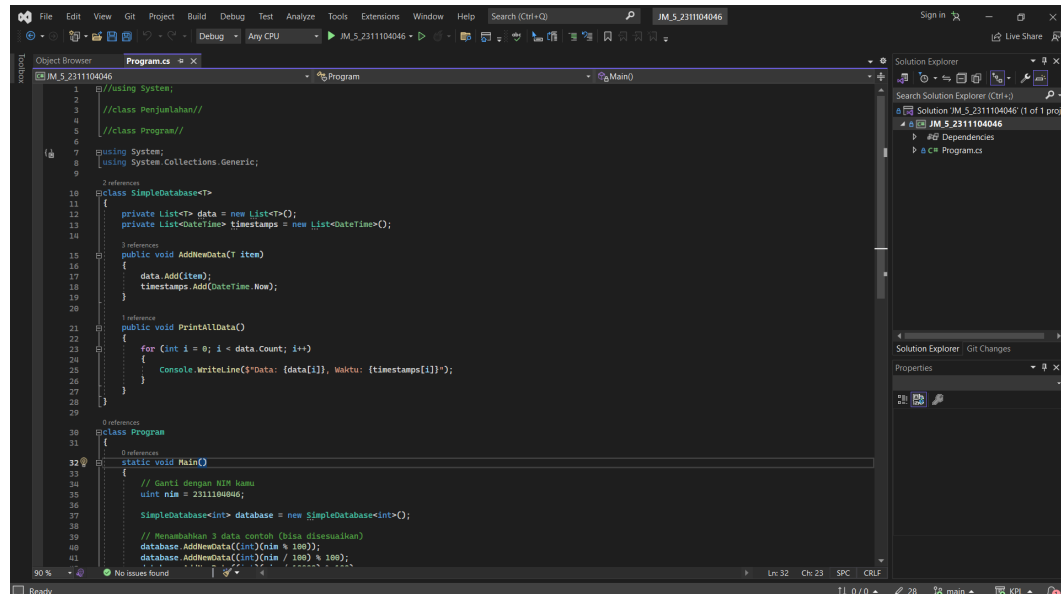 File Edit View Git Project Build Debug Test Analyze Tools Extensions Window Help Search (Ctrl+Q) JM_5_2311104046 Sign in
Debug Any CPU JM_5_2311104046 Live Share
Toolbox
Object Browser Program.cs
JM_5_2311104046 Program Main()
1 //using System;
2
3 //class Penjumlahan//
4
5 //class Program//
6
7 using System;
8 using System.Collections.Generic;
9
2 references
10 class SimpleDatabase<T>
11 {
12 private List<T> data = new List<T>();
13 private List<DateTime> timestamps = new List<DateTime>();
14
3 references
15 public void AddNewData(T item)
16 {
17 data.Add(item);
18 timestamps.Add(DateTime.Now);
19 }
20
1 reference
21 public void PrintAllData()
22 {
23 for (int i = 0; i < data.Count; i++)
24 {
25 Console.WriteLine($"Data: {data[i]}, Waktu: {timestamps[i]}");
26 }
27 }
28 }
29
0 references
30 class Program
31 {
0 references
32 static void Main()
33 {
34 // Ganti dengan NIM kamu
35 uint nim = 2311104046;
36
37 SimpleDatabase<int> database = new SimpleDatabase<int>();
38
39 // Menambahkan 3 data contoh (bisa disesuaikan)
40 database.AddNewData((int)(nim % 100));
41 database.AddNewData((int)(nim / 100) % 100);
90 % No issues found Ln: 32 Ch: 23 SPC CRLF
Solution Explorer
Search Solution Explorer (Ctrl+;)
Solution 'JM_5_2311104046' (1 of 1 proj
JM_5_2311104046
Dependencies
C# Program.cs
Solution Explorer Git Changes
Properties
Ready 0 / 0 28 main KPL